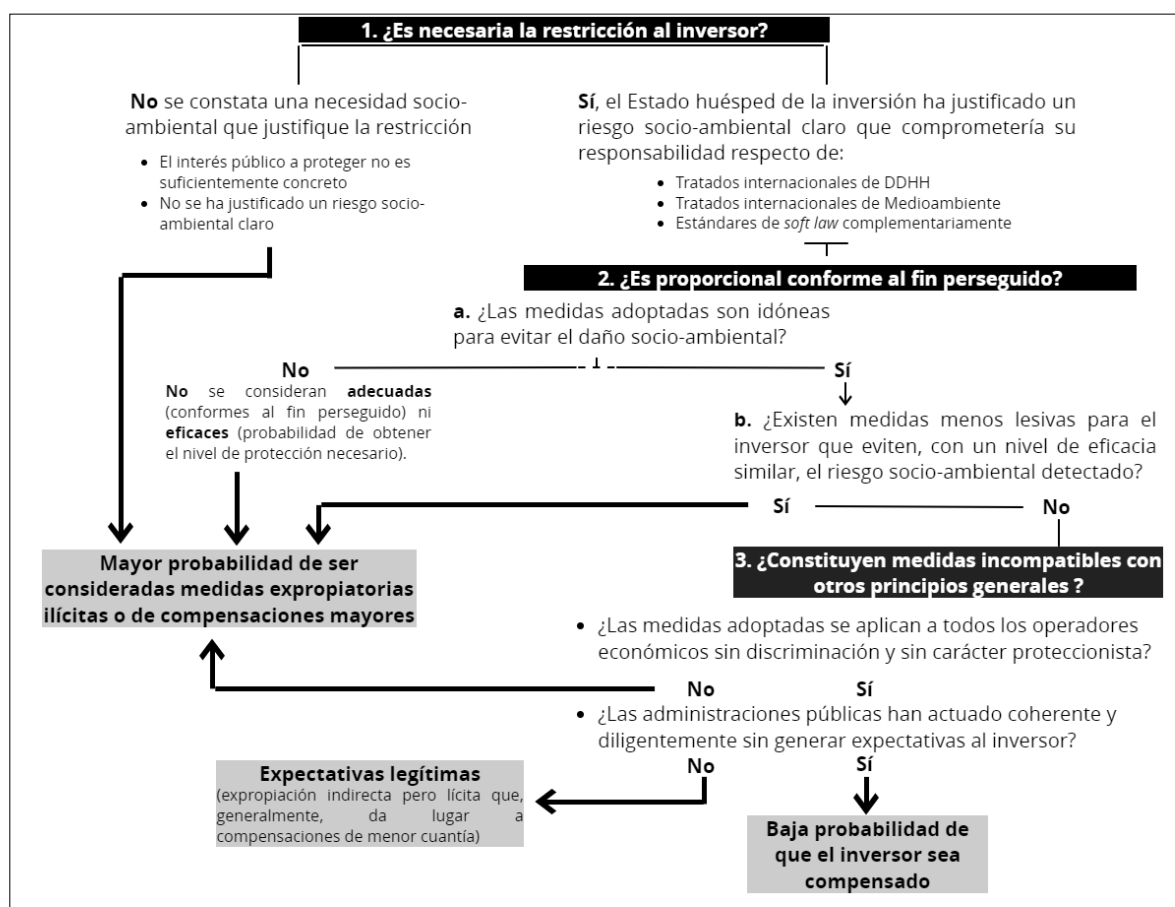 1. ¿Es necesaria la restricción al inversor?
No se constata una necesidad socio-
ambiental que justifique la restricción
• El interés público a proteger no es
suficientemente concreto
• No se ha justificado un riesgo socio-
ambiental claro
Sí, el Estado huésped de la inversión ha justificado un
riesgo socio-ambiental claro que comprometería su
responsabilidad respecto de:
• Tratados internacionales de DDHH
• Tratados internacionales de Medioambiente
• Estándares de soft law complementariamente
2. ¿Es proporcional conforme al fin perseguido?
a. ¿Las medidas adoptadas son idóneas
para evitar el daño socio-ambiental?
No
Sí
No se consideran adecuadas
(conformes al fin perseguido) ni
eficaces (probabilidad de obtener
el nivel de protección necesario).
b. ¿Existen medidas menos lesivas para el
inversor que eviten, con un nivel de eficacia
similar, el riesgo socio-ambiental detectado?
Sí
No
Mayor probabilidad de ser
consideradas medidas expropiatorias
ilícitas o de compensaciones mayores
3. ¿Constituyen medidas incompatibles con
otros principios generales ?
• ¿Las medidas adoptadas se aplican a todos los operadores
económicos sin discriminación y sin carácter proteccionista?
No
Sí
• ¿Las administraciones públicas han actuado coherente y
diligentemente sin generar expectativas al inversor?
No
Sí
Expectativas legítimas
(expropiación indirecta pero lícita que,
generalmente, da lugar a
compensaciones de menor cuantía)
Baja probabilidad de
que el inversor sea
compensado